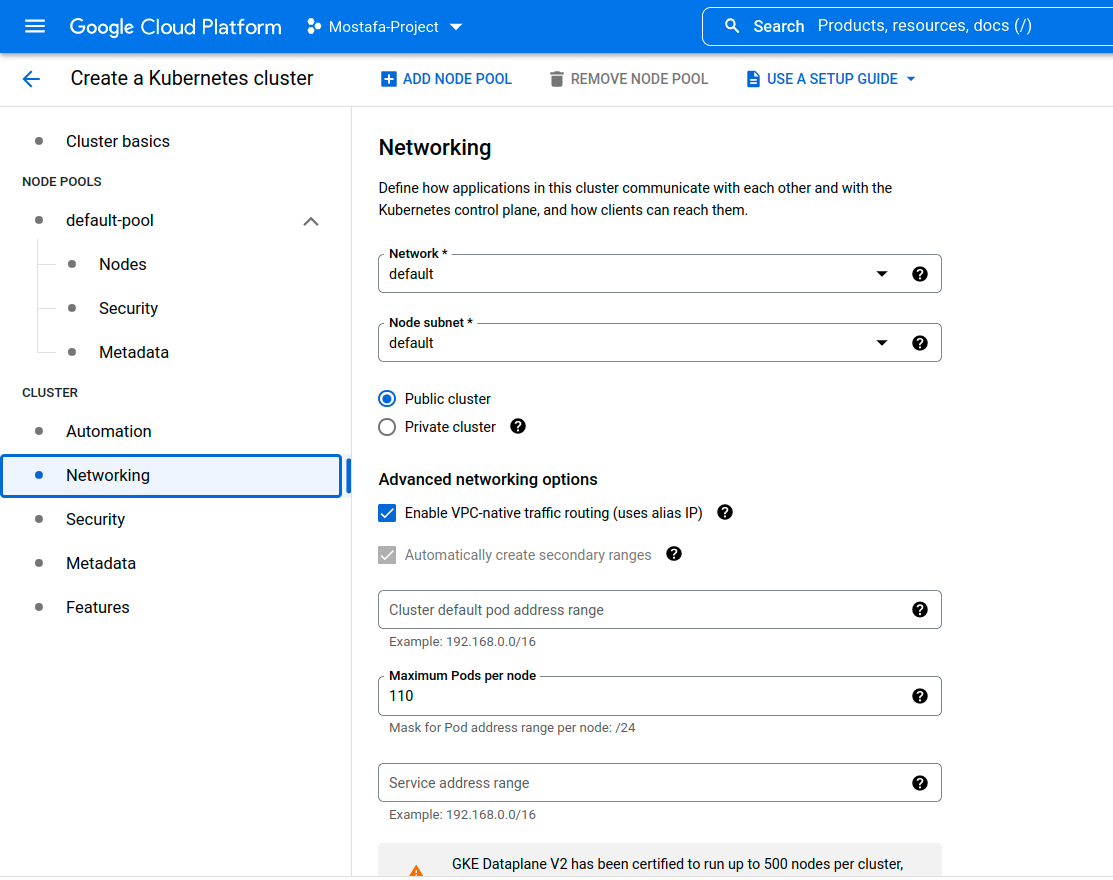 Google Cloud Platform
Mostafa-Project
Search Products, resources, docs (/)
Create a Kubernetes cluster
ADD NODE POOL
REMOVE NODE POOL
USE A SETUP GUIDE
Cluster basics
NODE POOLS
default-pool
Nodes
Security
Metadata
CLUSTER
Automation
Networking
Security
Metadata
Features
Networking
Define how applications in this cluster communicate with each other and with the
Kubernetes control plane, and how clients can reach them.
Network *
default
Node subnet *
default
Public cluster
Private cluster
Advanced networking options
Enable VPC-native traffic routing (uses alias IP)
Automatically create secondary ranges
Cluster default pod address range
Example: 192.168.0.0/16
Maximum Pods per node
110
Mask for Pod address range per node: /24
Service address range
Example: 192.168.0.0/16
GKE Dataplane V2 has been certified to run up to 500 nodes per cluster,